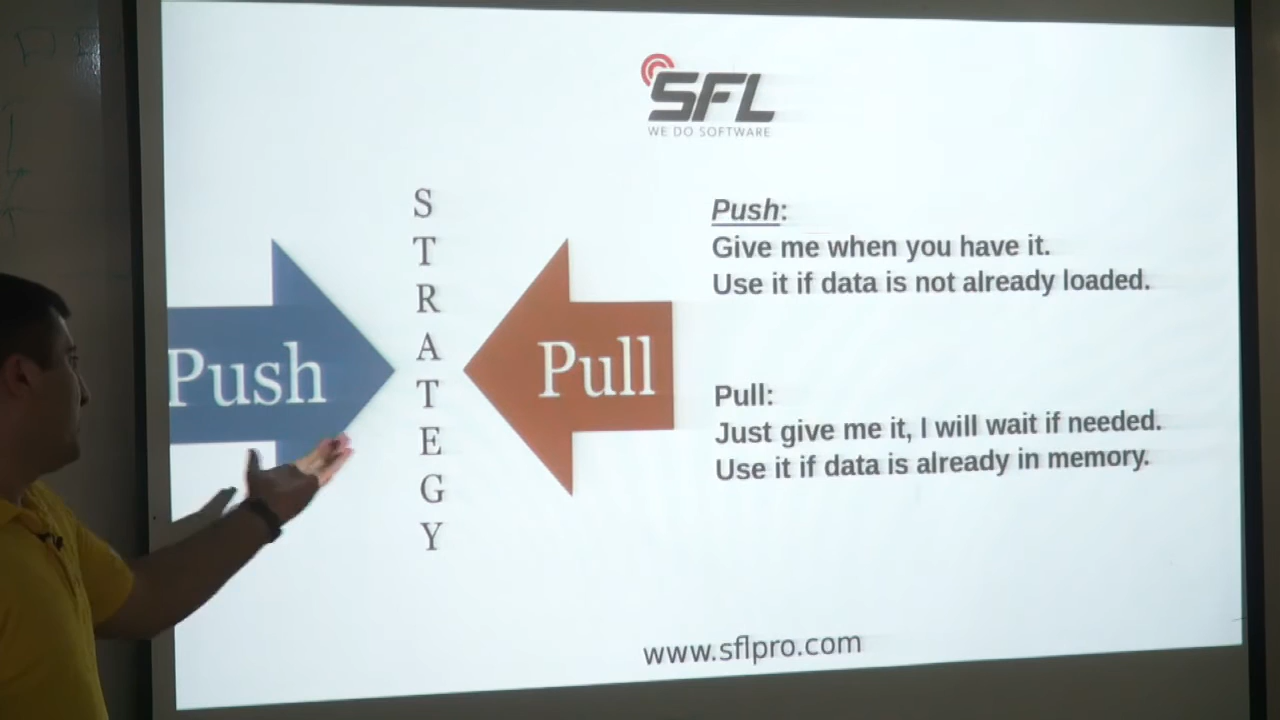 SFL
WE DO SOFTWARE
Push
STRATEGY
Pull
Push:
Give me when you have it.
Use it if data is not already loaded.
Pull:
Just give me it, I will wait if needed.
Use it if data is already in memory.
www.sflpro.com